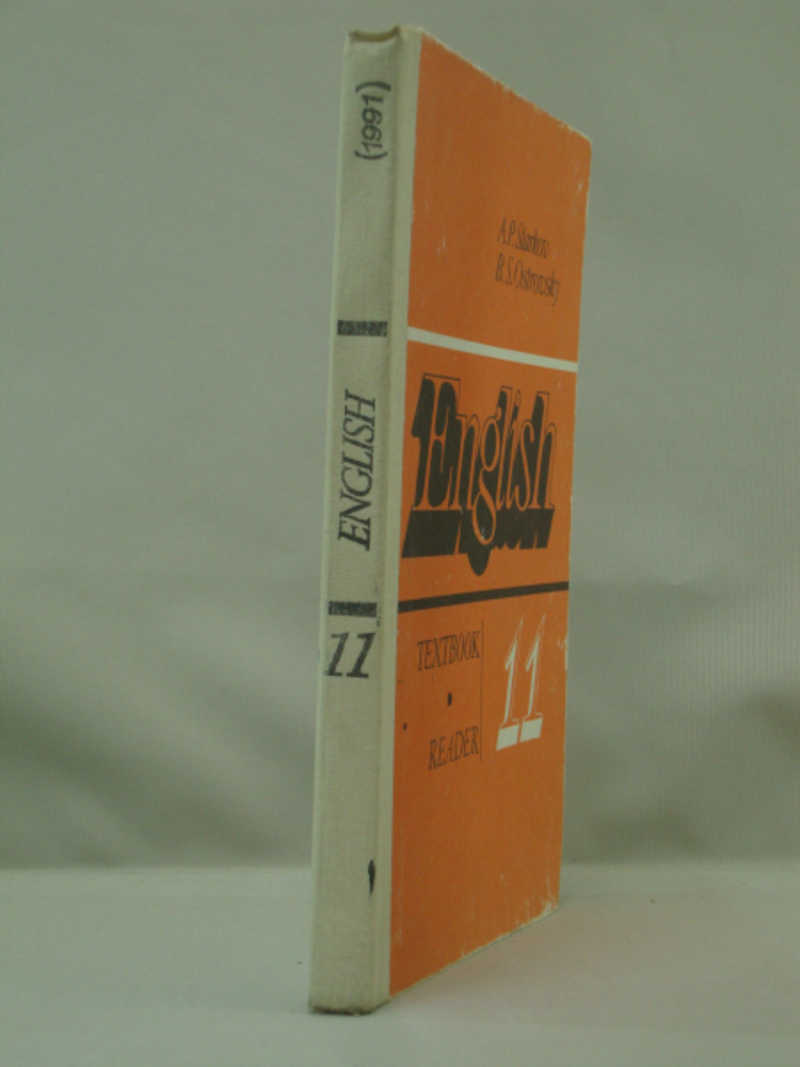 (1991)
ENGLISH
11
A.P. Starkov
B.S. Ostrovsky
English
TEXTBOOK
READER
11